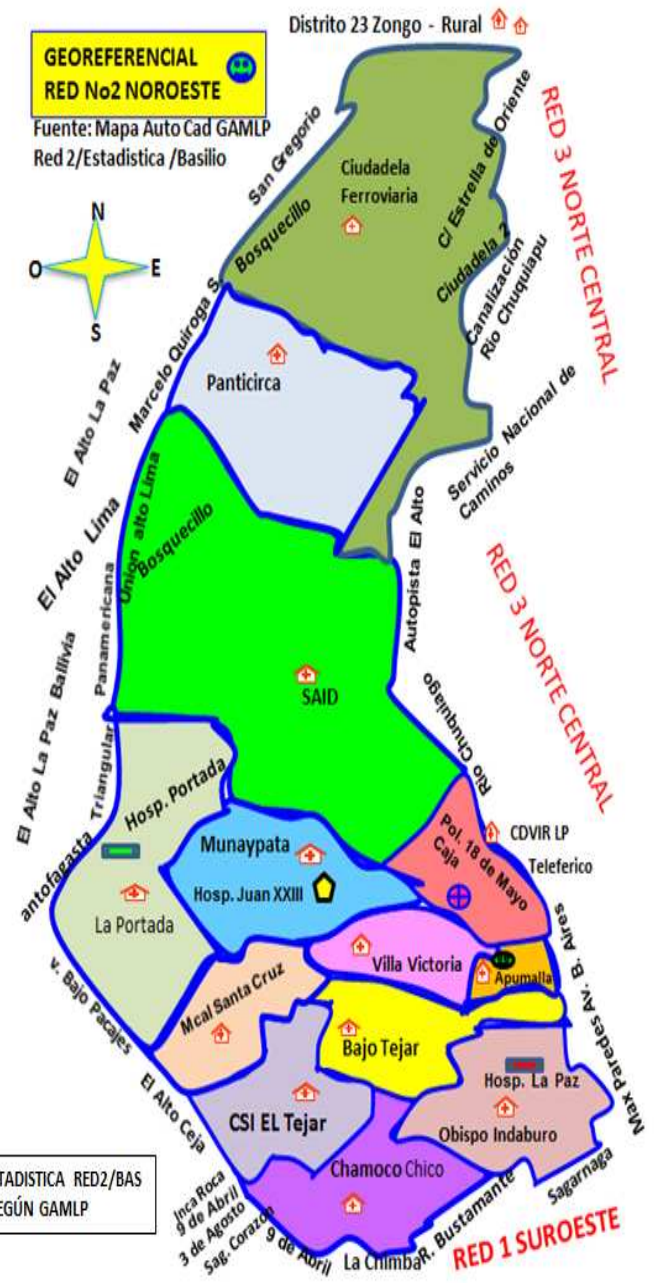 Distrito 23 Zongo - Rural
GEOREFERENCIAL
RED No2 NOROESTE
Fuente: Mapa Auto Cad GAMLP
Red 2/Estadistica /Basilio
N
O
E
S
San Gregorio
Bosquecillo
Ciudadela
Ferroviaria
C/ Estrella de Oriente
Ciudadela 2
Canalización
Rio Chuquiapu
RED 3 NORTE CENTRAL
Marcelo Quiroga S.
El Alto La Paz
Panticirca
Servicio Nacional de
Caminos
El Alto Lima
Union alto Lima
Bosquecillo
Autopista El Alto
RED 3 NORTE CENTRAL
Panamericana
El Alto La Paz Ballivia
SAID
Rio Chuquiago
Triangular
antofagasta
Hosp. Portada
La Portada
Munaypata
Hosp. Juan XXIII
Pol. 18 de Mayo
Caja
CDVIR LP
Teleferico
Villa Victoria
Apumalla
Max Paredes Av. B. Aires
v. Bajo Pacajes
Mcal Santa Cruz
Bajo Tejar
Hosp. La Paz
Obispo Indaburo
El Alto Ceja
CSI EL Tejar
Chamoco Chico
Sagarnaga
TADISTICA RED2/BAS
EGÚN GAMLP
Inca Roca
9 de Abril
3 de Agosto
Sag. Corazón
9 de Abril
La Chimba
R. Bustamante
RED 1 SUROESTE